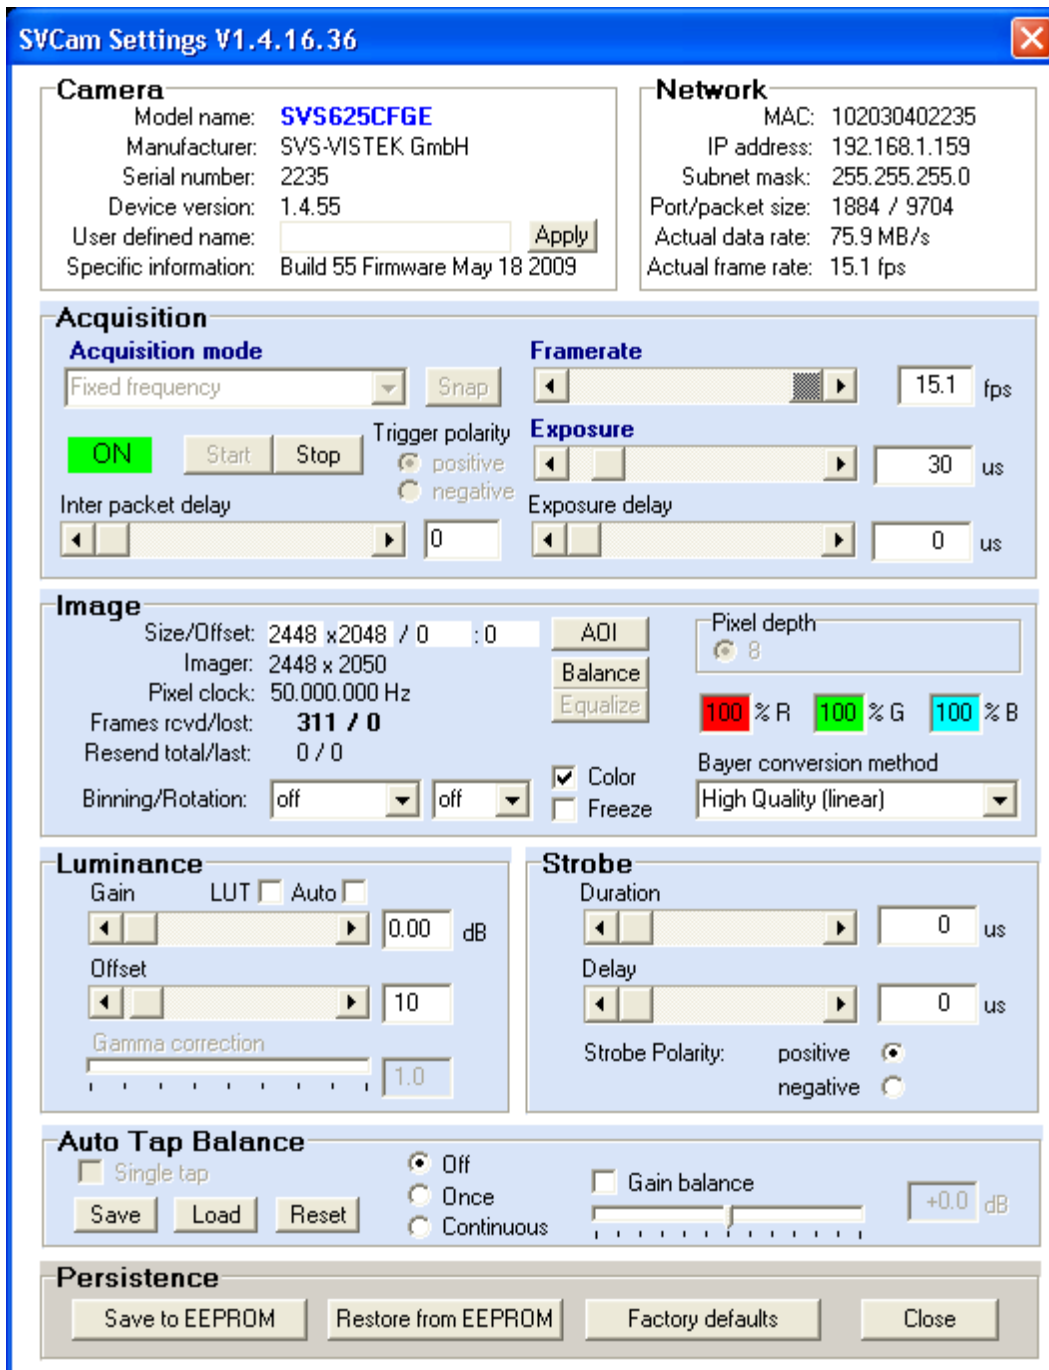 SVCam Settings V1.4.16.36
Camera
Model name: SVS625CFGE
Manufacturer: SVS-VISTEK GmbH
Serial number: 2235
Device version: 1.4.55
User defined name: Apply
Specific information: Build 55 Firmware May 18 2009
Network
MAC: 102030402235
IP address: 192.168.1.159
Subnet mask: 255.255.255.0
Port/packet size: 1884 / 9704
Actual data rate: 75.9 MB/s
Actual frame rate: 15.1 fps
Acquisition
Acquisition mode
Fixed frequency Snap
ON Start Stop
Trigger polarity
positive
negative
Inter packet delay
0
Framerate
15.1 fps
Exposure
30 us
Exposure delay
0 us
Image
Size/Offset: 2448 x2048 / 0 :0
Imager: 2448 x 2050
Pixel clock: 50.000.000 Hz
Frames rcvd/lost: 311 / 0
Resend total/last: 0 / 0
Binning/Rotation: off off
AOI
Balance
Equalize
Color
Freeze
Pixel depth
8
100 % R 100 % G 100 % B
Bayer conversion method
High Quality (linear)
Luminance
Gain LUT Auto
0.00 dB
Offset
10
Gamma correction
1.0
Strobe
Duration
0 us
Delay
0 us
Strobe Polarity: positive
negative
Auto Tap Balance
Single tap
Save Load Reset
Off
Once
Continuous
Gain balance
+0.0 dB
Persistence
Save to EEPROM Restore from EEPROM Factory defaults Close